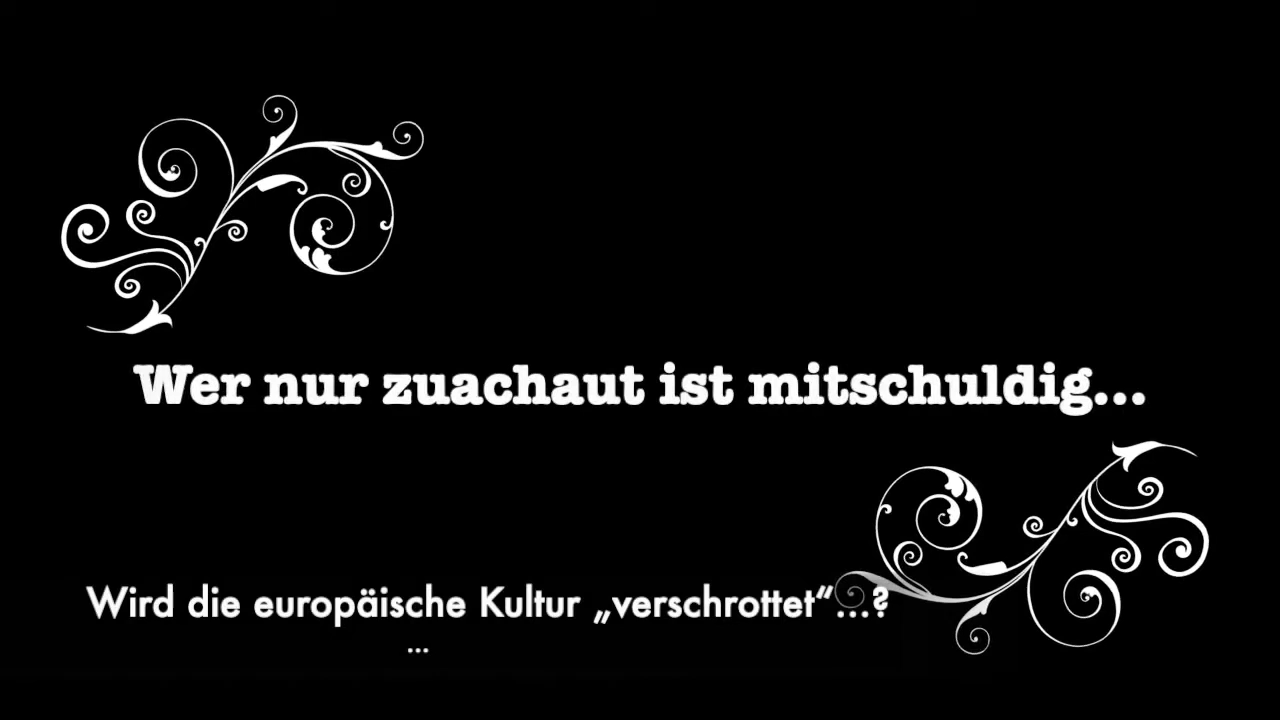 Wer nur zuachaut ist mitschuldig...
Wird die europäische Kultur „verschrottet“...?
...